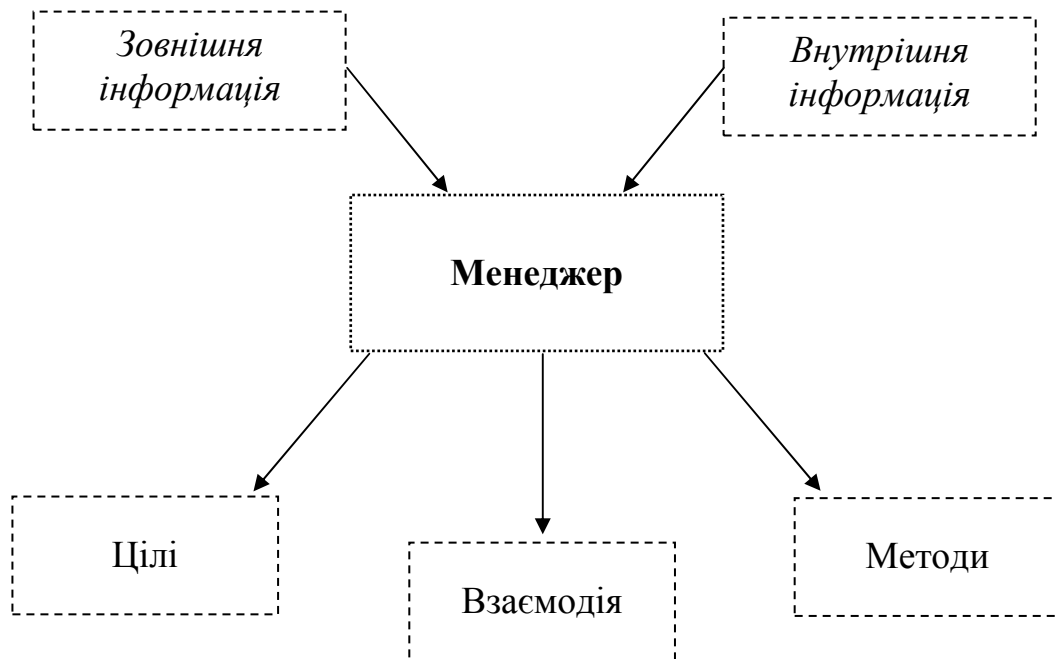 Зовнішня
інформація
Внутрішня
інформація
Менеджер
Цілі
Взаємодія
Методи